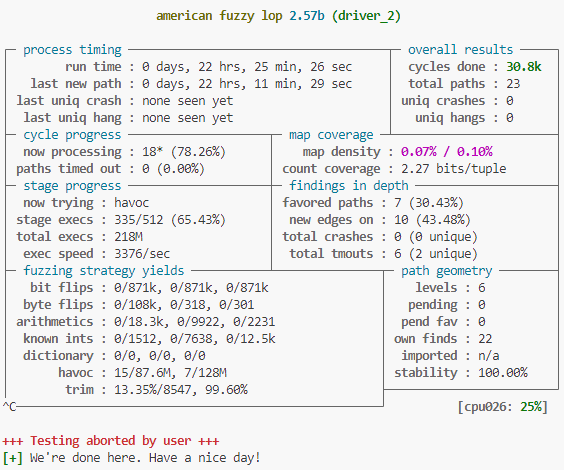 american fuzzy lop 2.57b (driver_2)
process timing overall results
run time : 0 days, 22 hrs, 25 min, 26 sec cycles done : 30.8k
last new path : 0 days, 22 hrs, 11 min, 29 sec total paths : 23
last uniq crash : none seen yet uniq crashes : 0
last uniq hang : none seen yet uniq hangs : 0
cycle progress map coverage
now processing : 18* (78.26%) map density : 0.07% / 0.10%
paths timed out : 0 (0.00%) count coverage : 2.27 bits/tuple
stage progress findings in depth
now trying : havoc favored paths : 7 (30.43%)
stage execs : 335/512 (65.43%) new edges on : 10 (43.48%)
total execs : 218M total crashes : 0 (0 unique)
exec speed : 3376/sec total tmouts : 6 (2 unique)
fuzzing strategy yields path geometry
bit flips : 0/871k, 0/871k, 0/871k levels : 6
byte flips : 0/108k, 0/318, 0/301 pending : 0
arithmetics : 0/18.3k, 0/9922, 0/2231 pend fav : 0
known ints : 0/1512, 0/7638, 0/12.5k own finds : 22
dictionary : 0/0, 0/0, 0/0 imported : n/a
havoc : 15/87.6M, 7/128M stability : 100.00%
trim : 13.35%/8547, 99.60%
^C [cpu026: 25%]
+++ Testing aborted by user +++
[+] We're done here. Have a nice day!